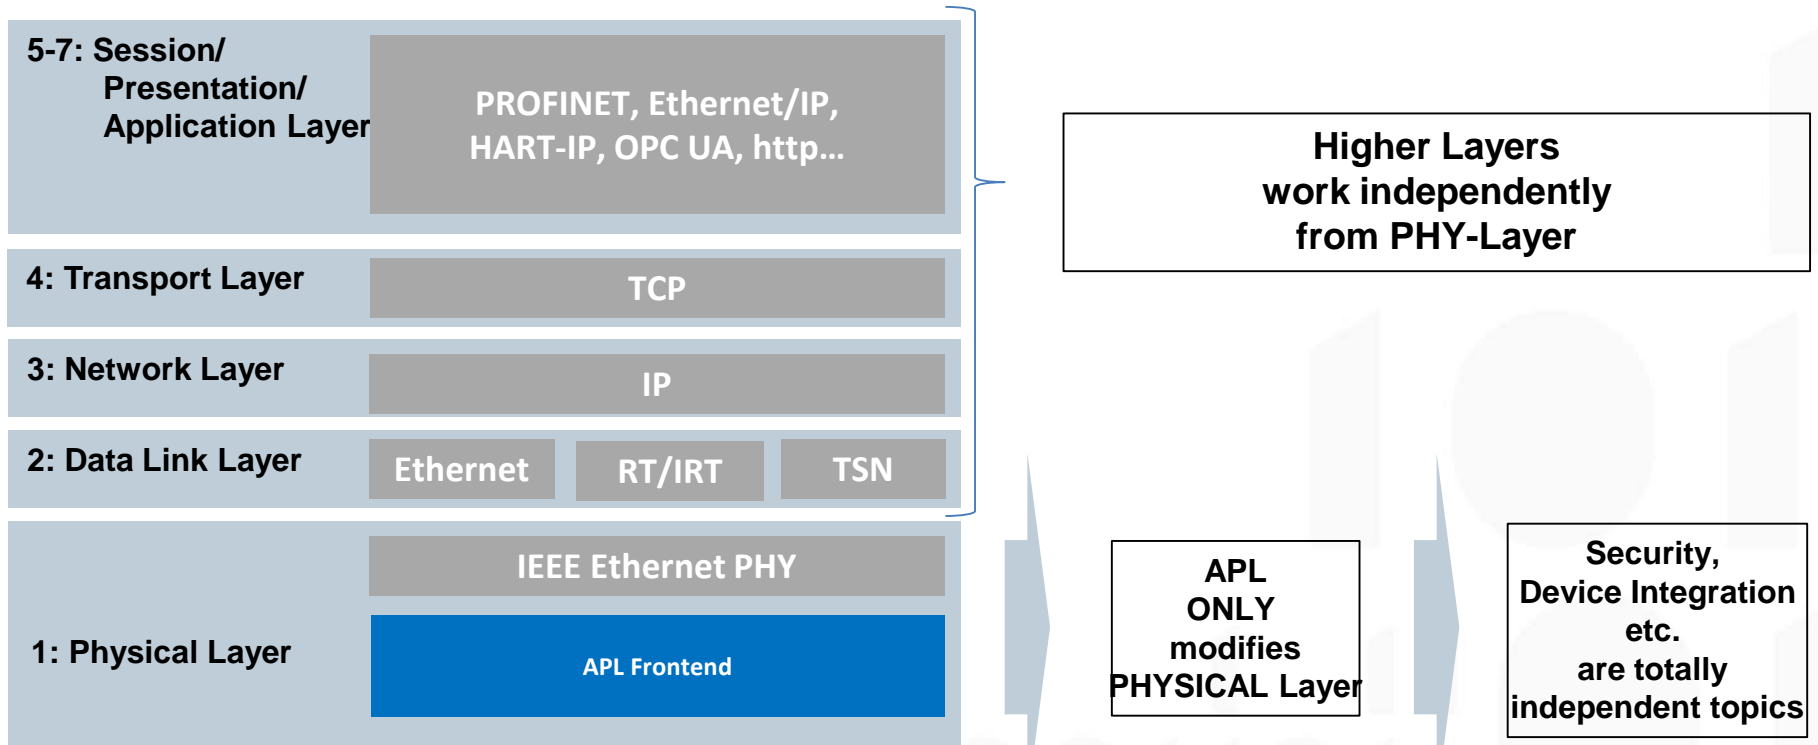 5-7: Session/
Presentation/
Application Layer
PROFINET, Ethernet/IP,
HART-IP, OPC UA, http...
Higher Layers
work independently
from PHY-Layer
4: Transport Layer
TCP
3: Network Layer
IP
2: Data Link Layer
Ethernet
RT/IRT
TSN
1: Physical Layer
IEEE Ethernet PHY
APL Frontend
APL
ONLY
modifies
PHYSICAL Layer
Security,
Device Integration
etc.
are totally
independent topics